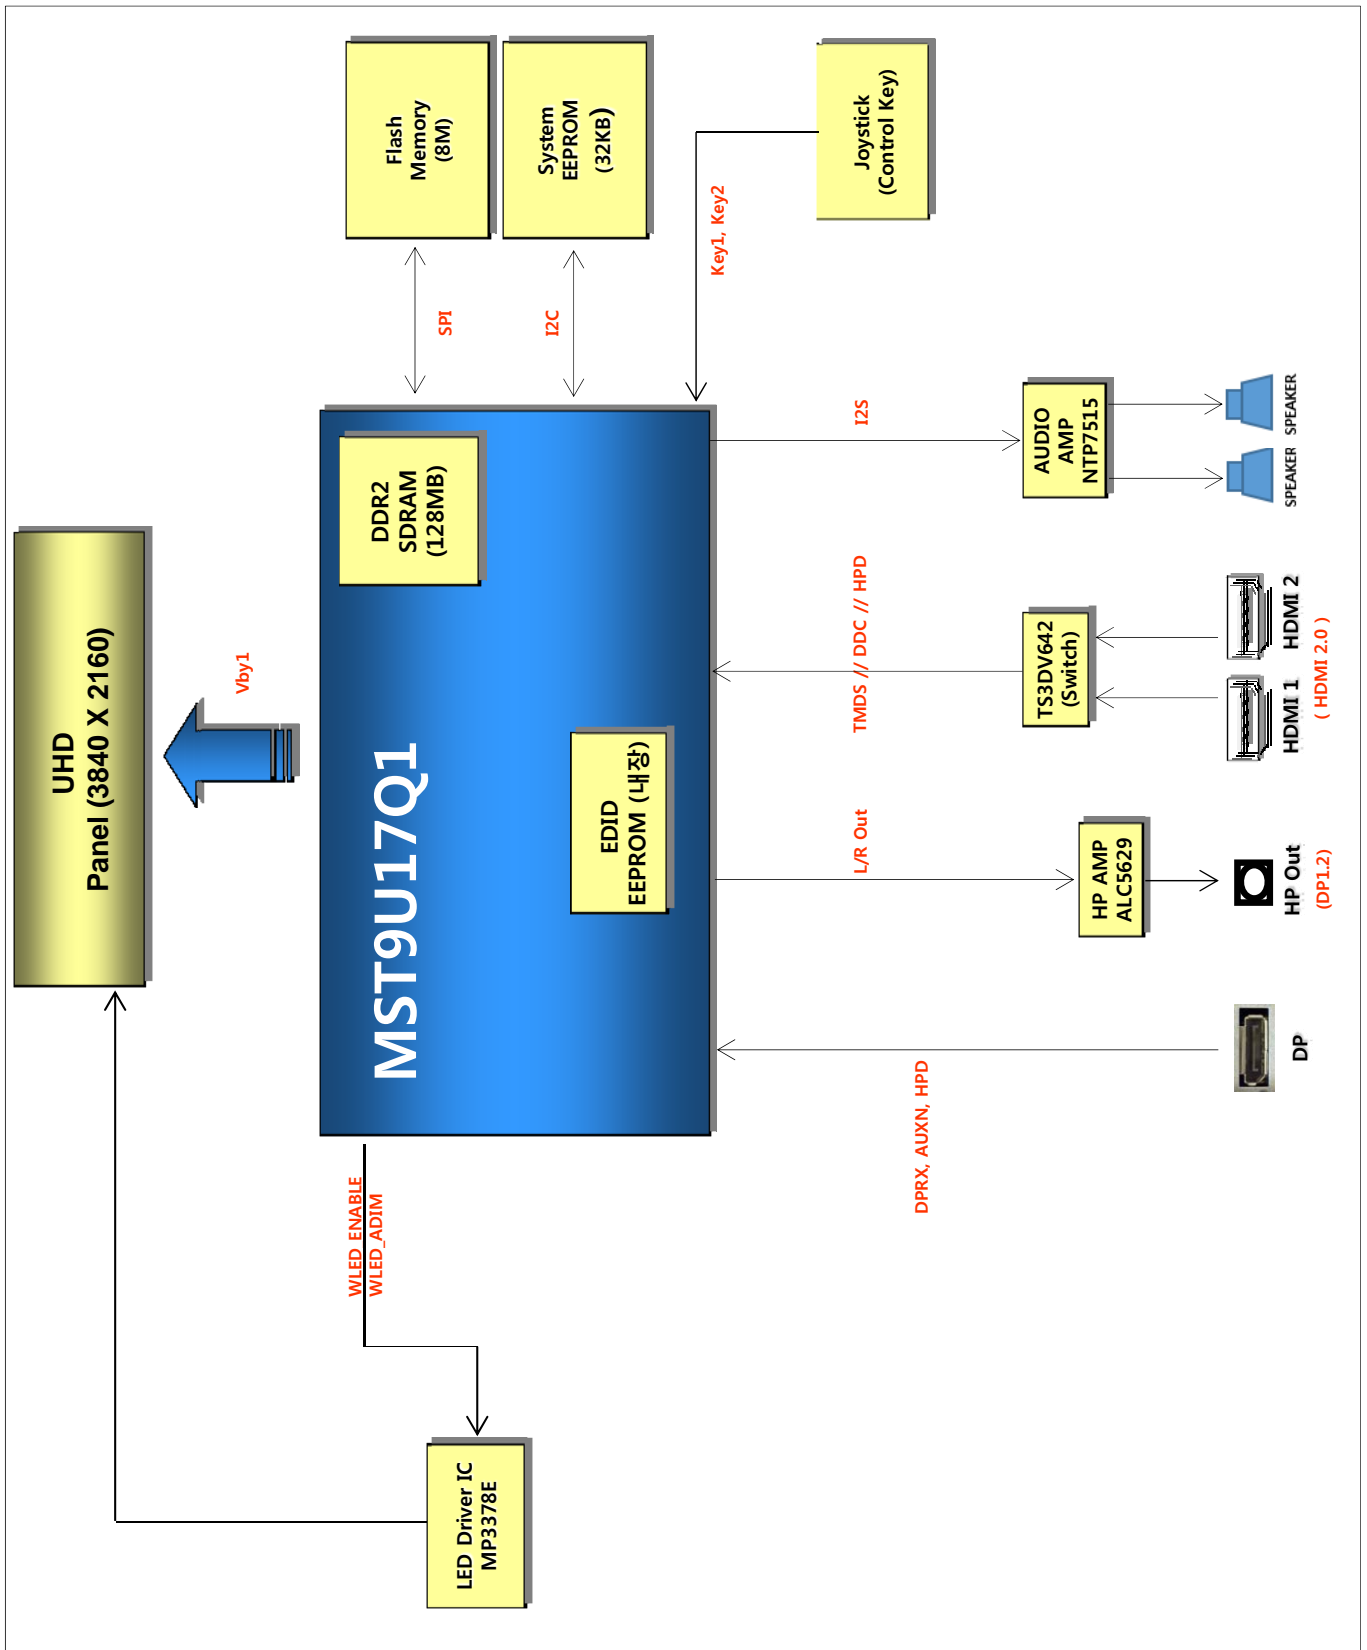 UHD
Panel (3840 X 2160)
Vby1
Flash
Memory
(8M)
System
EEPROM
(32KB)
Joystick
(Control Key)
SPI
I2C
Key1, Key2
MST9U17Q1
DDR2
SDRAM
(128MB)
EDID
EEPROM (내장)
WLED_ENABLE
WLED_ADIM
LED Driver IC
MP3378E
DPRX, AUXN, HPD
L/R Out
TMDS // DDC // HPD
I2S
HP AMP
ALC5629
TS3DV642
(Switch)
AUDIO
AMP
NTP7515
DP
HP Out
(DP1.2)
HDMI 1
HDMI 2
( HDMI 2.0 )
SPEAKER
SPEAKER